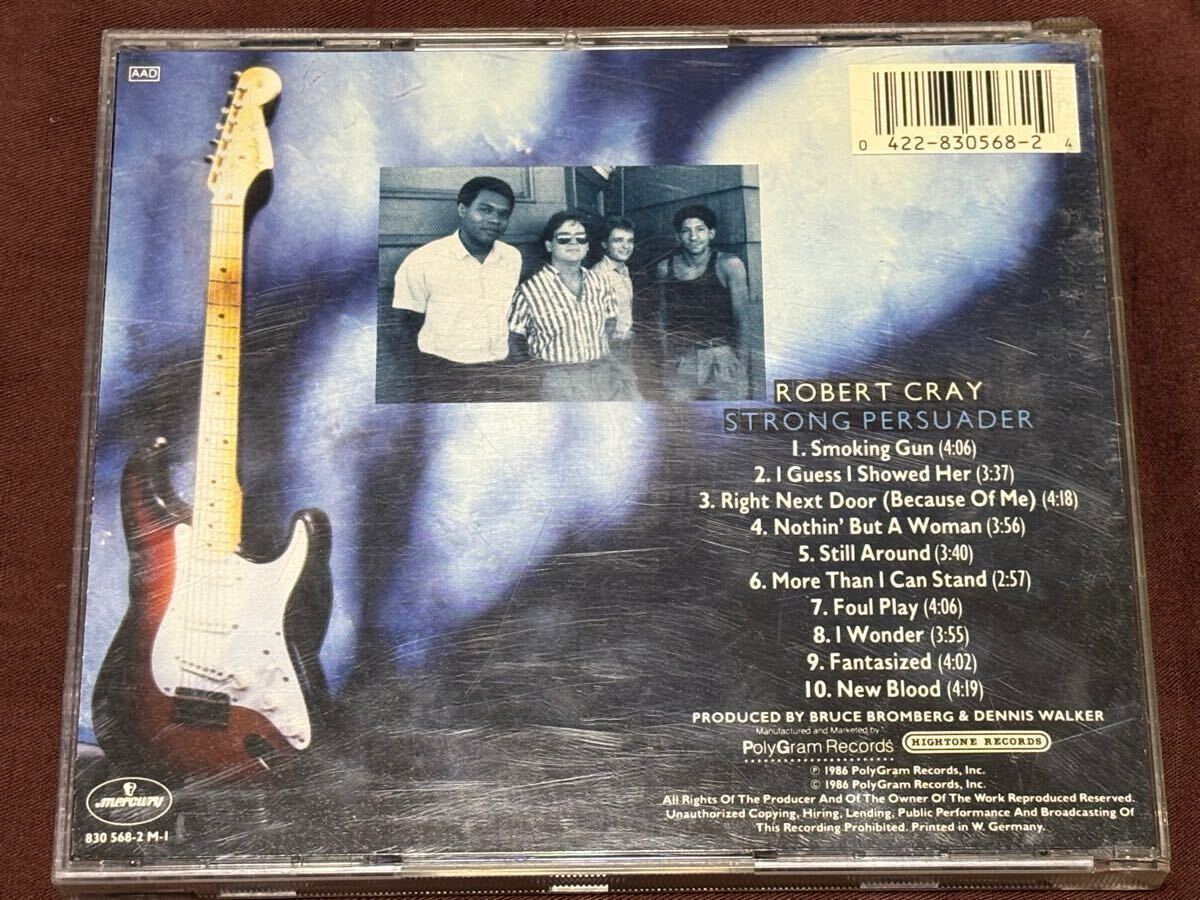 AAD
0 422-830568-2 4
ROBERT CRAY
STRONG PERSUADER
1. Smoking Gun (4:06)
2. I Guess I Showed Her (3:37)
3. Right Next Door (Because Of Me) (4:18)
4. Nothin' But A Woman (3:56)
5. Still Around (3:40)
6. More Than I Can Stand (2:57)
7. Foul Play (4:06)
8. I Wonder (3:55)
9. Fantasized (4:02)
10. New Blood (4:19)
PRODUCED BY BRUCE BROMBERG & DENNIS WALKER
Manufactured and Marketed by
PolyGram Records
HIGHTONE RECORDS
℗ 1986 PolyGram Records, Inc.
© 1986 PolyGram Records, Inc.
All Rights Of The Producer And Of The Owner Of The Work Reproduced Reserved.
Unauthorized Copying, Hiring, Lending, Public Performance And Broadcasting Of
This Recording Prohibited. Printed in W. Germany.
mercury
830 568-2 M-1